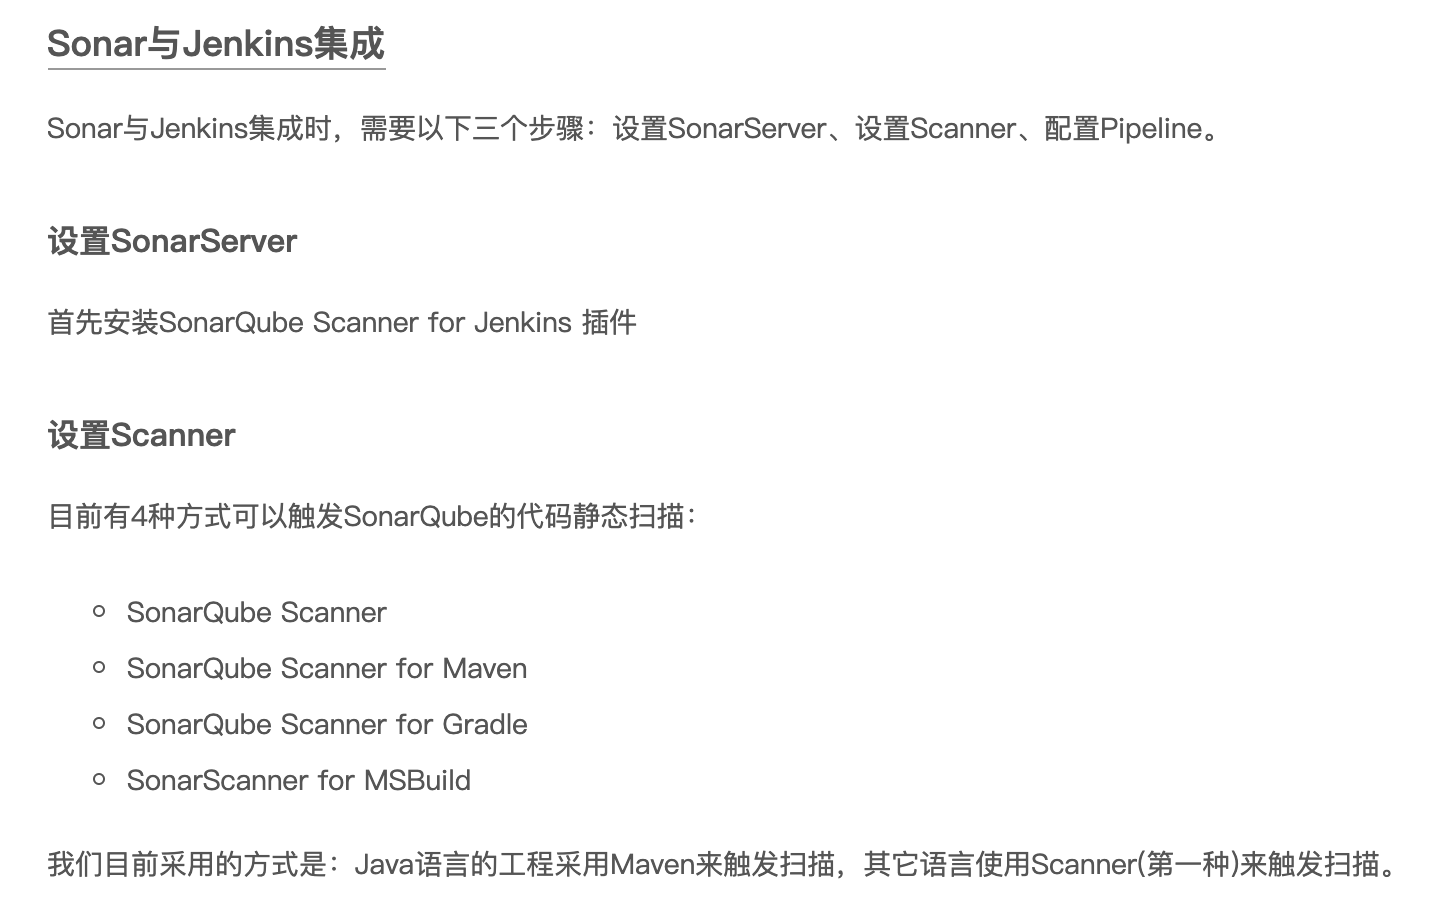 Sonar与Jenkins集成
Sonar与Jenkins集成时，需要以下三个步骤：设置SonarServer、设置Scanner、配置Pipeline。
设置SonarServer
首先安装SonarQube Scanner for Jenkins 插件
设置Scanner
目前有4种方式可以触发SonarQube的代码静态扫描：
SonarQube Scanner
SonarQube Scanner for Maven
SonarQube Scanner for Gradle
SonarScanner for MSBuild
我们目前采用的方式是：Java语言的工程采用Maven来触发扫描，其它语言使用Scanner(第一种)来触发扫描。